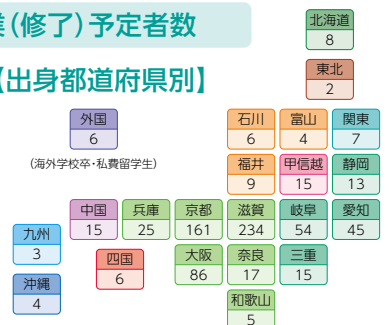 (修了)予定者数
【出身都道府県別】
北海道
8
東北
2
外国
6
(海外学校卒・私費留学生)
石川
6
富山
4
関東
7
福井
9
甲信越
15
静岡
13
中国
15
兵庫
25
京都
161
滋賀
234
岐阜
54
愛知
45
九州
3
四国
6
大阪
86
奈良
17
三重
15
沖縄
4
和歌山
5